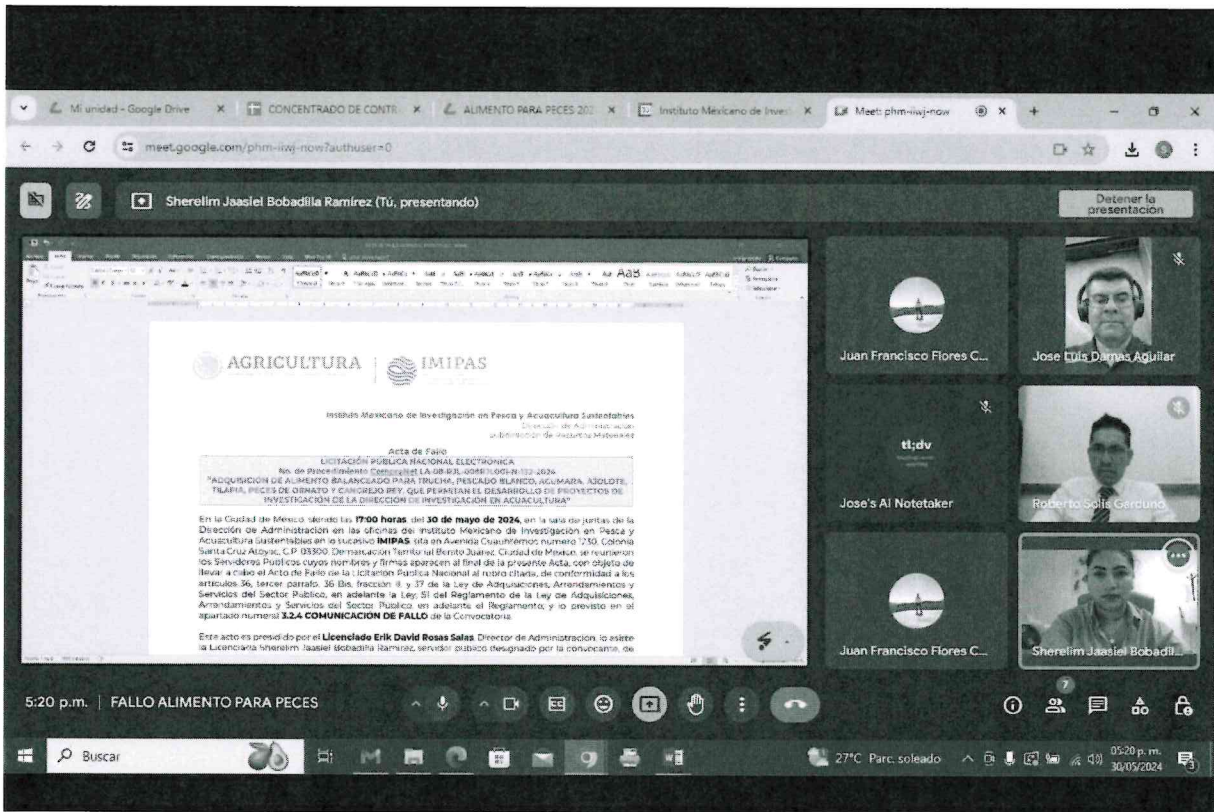 Mi unidad - Google Drive
CONCENTRADO DE CONTR
ALIMENTO PARA PECES 202
Instituto Mexicano de Inves
Meet: phm-iiwj-now
meet.google.com/phm-iiwj-now?authuser=0
Sherelim Jaasiel Bobadilla Ramírez (Tú, presentando)
Detener la
presentación
AGRICULTURA
IMIPAS
Instituto Mexicano de Investigación en Pesca y Acuacultura Sustentables
Dirección de Administración
Subdirección de Recursos Materiales
Acta de Fallo
LICITACIÓN PÚBLICA NACIONAL ELECTRÓNICA
No. de Procedimiento CompraNet
"ADQUISICIÓN DE ALIMENTO BALANCEADO PARA TRUCHA, PESCADO BLANCO, ACUMARA, AJOLOTE,
TILAPIA, PECES DE ORNATO Y CANGREJO REY, QUE PERMITAN EL DESARROLLO DE PROYECTOS DE
INVESTIGACIÓN DE LA DIRECCIÓN DE INVESTIGACIÓN EN ACUACULTURA"
En la Ciudad de México, siendo las 17:00 horas, del 30 de mayo de 2024, en la sala de juntas de la
Dirección de Administración en las oficinas del Instituto Mexicano de Investigación en Pesca y
Acuacultura Sustentables en lo sucesivo IMIPAS, sita en Avenida Cuauhtémoc número 1230, Colonia
Santa Cruz Atoyac, C.P. 03300, Demarcación Territorial Benito Juárez, Ciudad de México, se reunieron
los Servidores Públicos cuyos nombres y firmas aparecen al final de la presente Acta, con objeto de
llevar a cabo el Acto de Fallo de la Licitación Pública Nacional al rubro citada, de conformidad a los
artículos 36, tercer párrafo, 36 Bis, fracción II, y 37 de la Ley de Adquisiciones, Arrendamientos y
Servicios del Sector Público, en adelante la Ley, 51 del Reglamento de la Ley de Adquisiciones,
Arrendamientos y Servicios del Sector Público, en adelante el Reglamento, y lo previsto en el
apartado numeral 3.2.4 COMUNICACIÓN DE FALLO de la Convocatoria.
Este acto es presidido por el Licenciado Erik David Rosas Salas, Director de Administración, lo asiste
la Licenciada Sherelim Jaasiel Bobadilla Ramírez, servidor público designado por la convocante, de
Juan Francisco Flores C...
Jose Luis Damas Aguilar
tl;dv
Jose's AI Notetaker
Roberto Solis Garduño
Juan Francisco Flores C...
Sherelim Jaasiel Bobadil...
5:20 p.m. | FALLO ALIMENTO PARA PECES
7
Buscar
27°C Parc. soleado
05:20 p. m.
30/05/2024
3